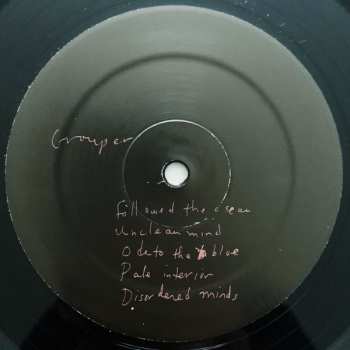 Grouper
followed the ocean
Unclean mind
Ode to the blue
Pale interior
Disordered minds